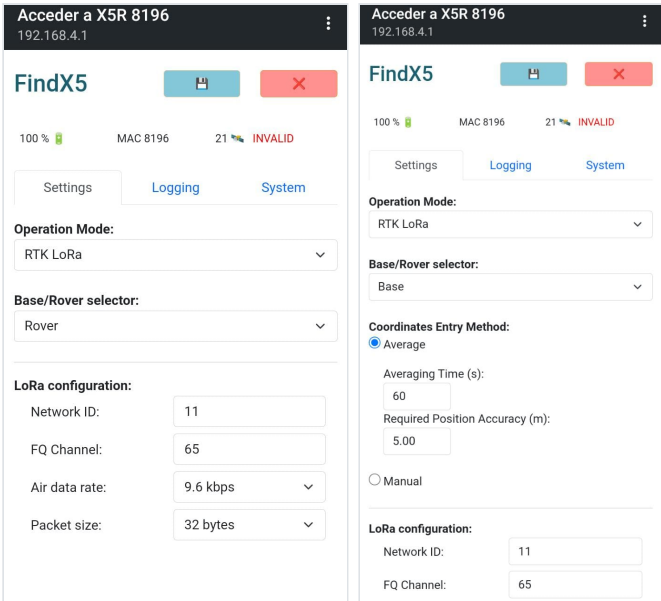 Acceder a X5R 8196
192.168.4.1
FindX5
100 %
MAC 8196
21
INVALID
Settings
Logging
System
Operation Mode:
RTK LoRa
Base/Rover selector:
Rover
LoRa configuration:
Network ID:
11
FQ Channel:
65
Air data rate:
9.6 kbps
Packet size:
32 bytes
Acceder a X5R 8196
192.168.4.1
FindX5
100 %
MAC 8196
21
INVALID
Settings
Logging
System
Operation Mode:
RTK LoRa
Base/Rover selector:
Base
Coordinates Entry Method:
Average
Averaging Time (s):
60
Required Position Accuracy (m):
5.00
Manual
LoRa configuration:
Network ID:
11
FQ Channel:
65